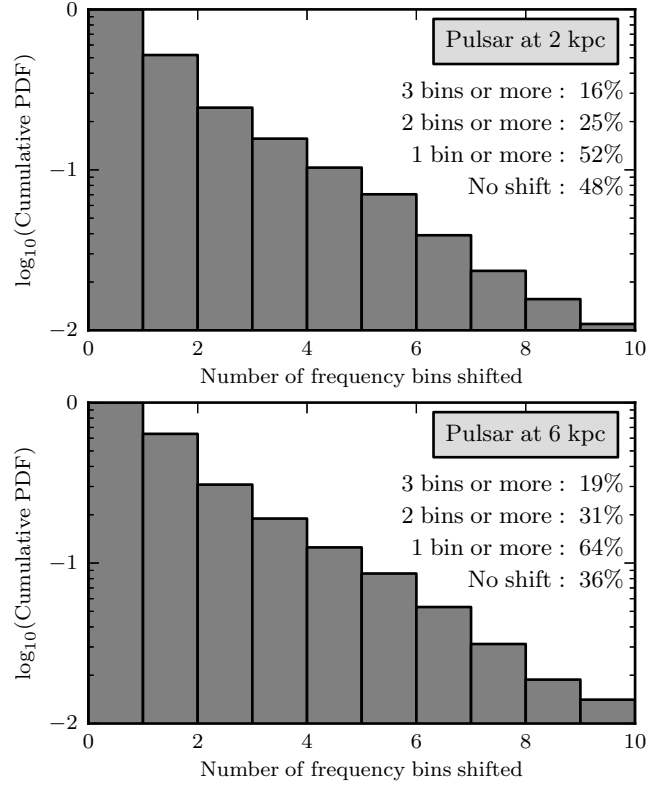 0
Pulsar at 2 kpc
3 bins or more : 16%
2 bins or more : 25%
1 bin or more : 52%
No shift : 48%
−1
−2
log10(Cumulative PDF)
0 2 4 6 8 10
Number of frequency bins shifted
0
Pulsar at 6 kpc
3 bins or more : 19%
2 bins or more : 31%
1 bin or more : 64%
No shift : 36%
−1
−2
log10(Cumulative PDF)
0 2 4 6 8 10
Number of frequency bins shifted